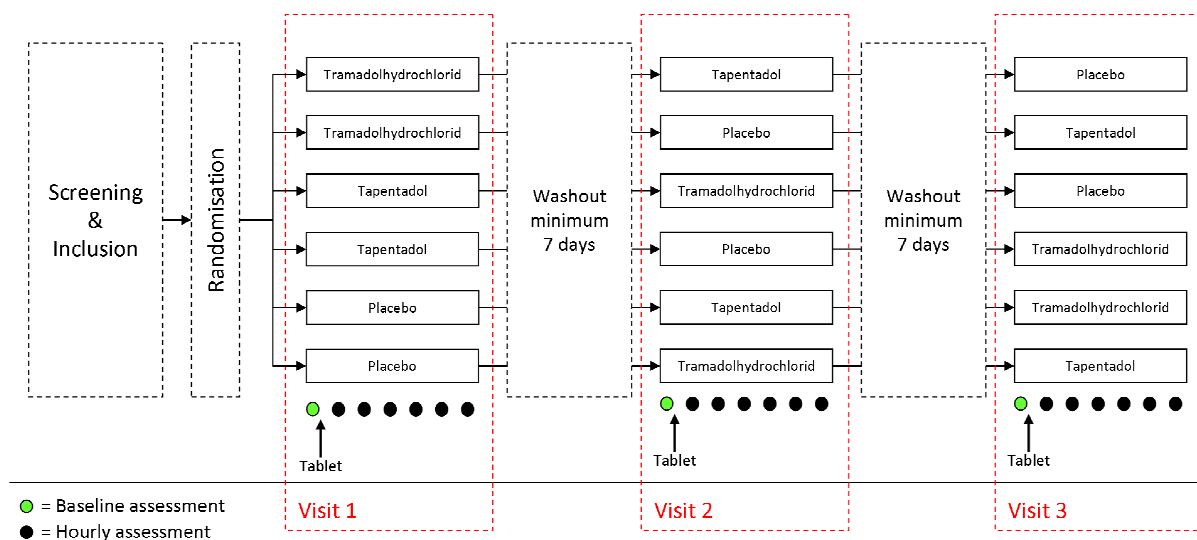 Screening
&
Inclusion
Randomisation
Tramadolhydrochlorid
Tramadolhydrochlorid
Tapentadol
Tapentadol
Placebo
Placebo
Tablet
Visit 1
Washout
minimum
7 days
Tapentadol
Placebo
Tramadolhydrochlorid
Placebo
Tapentadol
Tramadolhydrochlorid
Tablet
Visit 2
Washout
minimum
7 days
Placebo
Tapentadol
Placebo
Tramadolhydrochlorid
Tramadolhydrochlorid
Tapentadol
Tablet
Visit 3
= Baseline assessment
= Hourly assessment